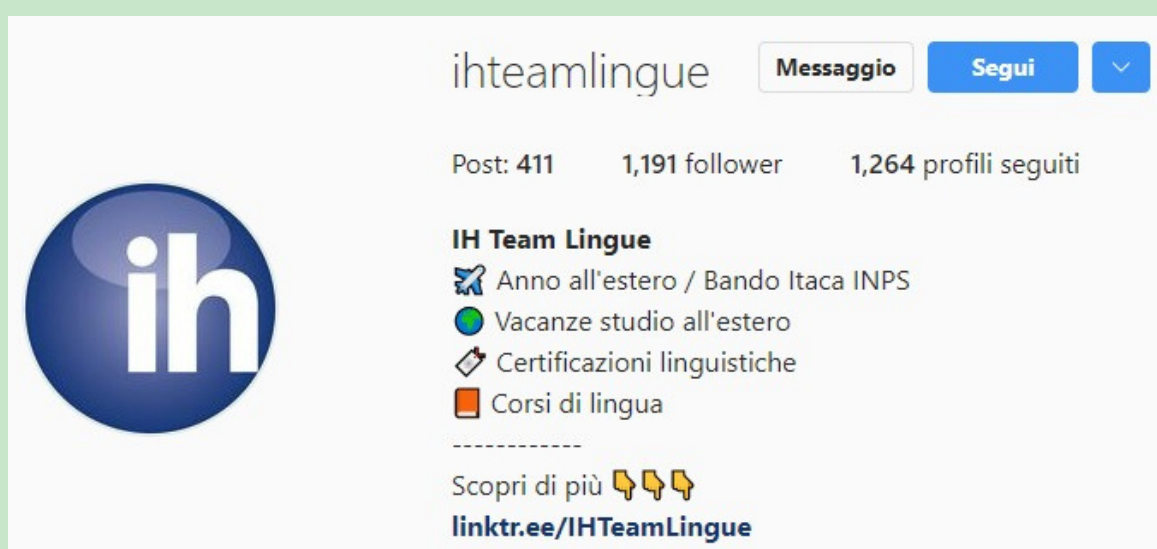 ihteamlingue Messaggio Segui
Post: 411 1,191 follower 1,264 profili seguiti
ih
IH Team Lingue
Anno all'estero / Bando Itaca INPS
Vacanze studio all'estero
Certificazioni linguistiche
Corsi di lingua
------------
Scopri di più
linktr.ee/IHTeamLingue